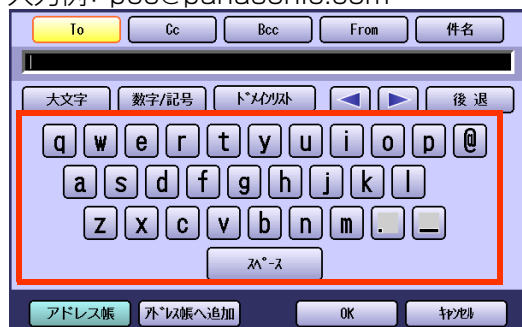 入力例: pcc@panasonic.com
To Cc Bcc From 件名
大文字 数字/記号 ﾄﾞﾒｲﾝﾘｽﾄ 後 退
q w e r t y u i o p @
a s d f g h j k l
z x c v b n m . _
ｽﾍﾟｰｽ
アドレス帳 ｱﾄﾞﾚｽ帳へ追加 OK ｷｬﾝｾﾙ